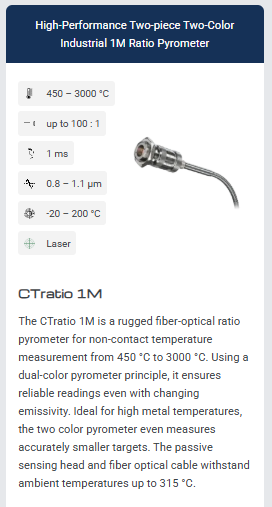 High-Performance Two-piece Two-Color
Industrial 1M Ratio Pyrometer
450 – 3000 °C
up to 100 : 1
1 ms
0.8 – 1.1 µm
-20 – 200 °C
Laser
CTratio 1M
The CTratio 1M is a rugged fiber-optical ratio
pyrometer for non-contact temperature
measurement from 450 °C to 3000 °C. Using a
dual-color pyrometer principle, it ensures
reliable readings even with changing
emissivity. Ideal for high metal temperatures,
the two color pyrometer even measures
accurately smaller targets. The passive
sensing head and fiber optical cable withstand
ambient temperatures up to 315 °C.